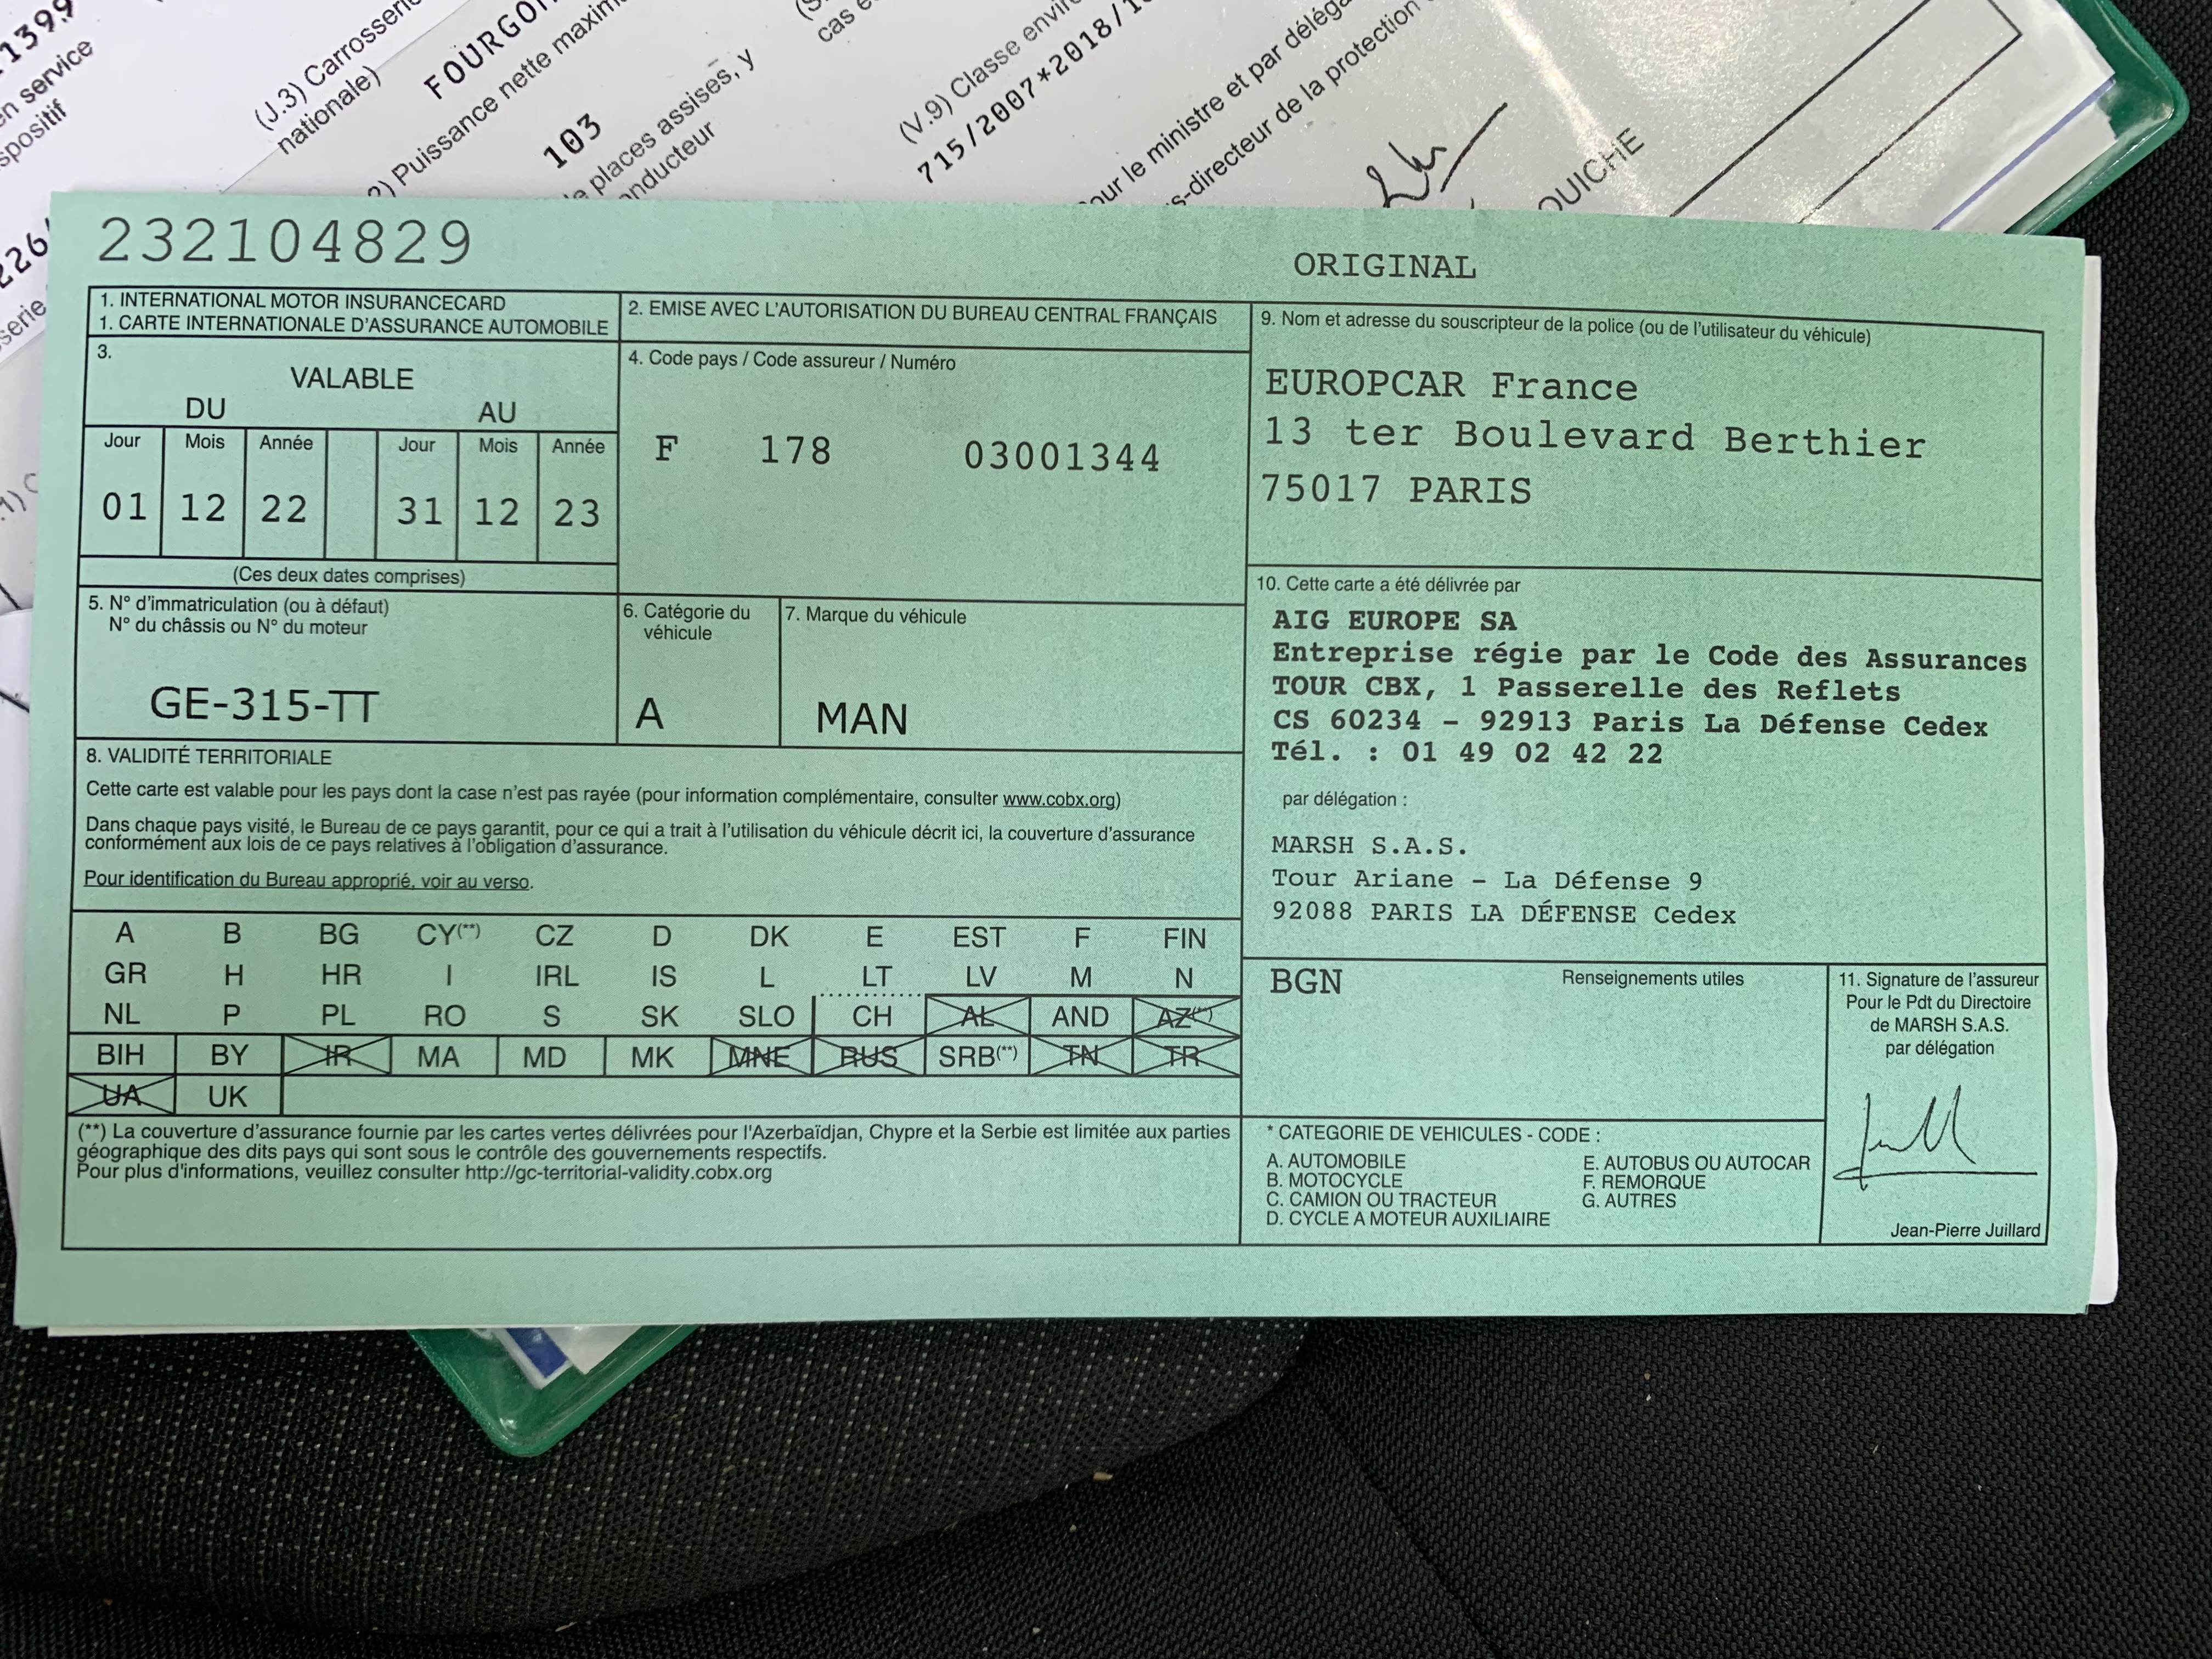 1399
en service
spositif
(J.3) Carrosserie
nationale)
FOURGON
2) Puissance nette maxim
103
places assises, y
onducteur
cas
(V.9) Classe envir
715/2007*2018/
our le ministre et par déléga
s-directeur de la protection
OUICHE
226
serie
232104829
ORIGINAL
1. INTERNATIONAL MOTOR INSURANCECARD
1. CARTE INTERNATIONALE D'ASSURANCE AUTOMOBILE
2. EMISE AVEC L'AUTORISATION DU BUREAU CENTRAL FRANÇAIS
3.
VALABLE
DU AU
Jour Mois Année Jour Mois Année
01 12 22 31 12 23
(Ces deux dates comprises)
4. Code pays / Code assureur / Numéro
F 178 03001344
5. N° d'immatriculation (ou à défaut)
N° du châssis ou N° du moteur
GE-315-TT
6. Catégorie du
véhicule
A
7. Marque du véhicule
MAN
8. VALIDITÉ TERRITORIALE
Cette carte est valable pour les pays dont la case n'est pas rayée (pour information complémentaire, consulter www.cobx.org)
Dans chaque pays visité, le Bureau de ce pays garantit, pour ce qui a trait à l'utilisation du véhicule décrit ici, la couverture d'assurance
conformément aux lois de ce pays relatives à l'obligation d'assurance.
Pour identification du Bureau approprié, voir au verso.
A B BG CY(**) CZ D DK E EST F FIN
GR H HR I IRL IS L LT LV M N
NL P PL RO S SK SLO CH AL AND AZ(**)
BIH BY IR MA MD MK MNE RUS SRB(**) TN TR
UA UK
(**) La couverture d'assurance fournie par les cartes vertes délivrées pour l'Azerbaïdjan, Chypre et la Serbie est limitée aux parties
géographique des dits pays qui sont sous le contrôle des gouvernements respectifs.
Pour plus d'informations, veuillez consulter http://gc-territorial-validity.cobx.org
9. Nom et adresse du souscripteur de la police (ou de l'utilisateur du véhicule)
EUROPCAR France
13 ter Boulevard Berthier
75017 PARIS
10. Cette carte a été délivrée par
AIG EUROPE SA
Entreprise régie par le Code des Assurances
TOUR CBX, 1 Passerelle des Reflets
CS 60234 - 92913 Paris La Défense Cedex
Tél. : 01 49 02 42 22
par délégation :
MARSH S.A.S.
Tour Ariane - La Défense 9
92088 PARIS LA DÉFENSE Cedex
BGN Renseignements utiles
11. Signature de l'assureur
Pour le Pdt du Directoire
de MARSH S.A.S.
par délégation
Jean-Pierre Juillard
* CATEGORIE DE VEHICULES - CODE :
A. AUTOMOBILE
B. MOTOCYCLE
C. CAMION OU TRACTEUR
D. CYCLE A MOTEUR AUXILIAIRE
E. AUTOBUS OU AUTOCAR
F. REMORQUE
G. AUTRES